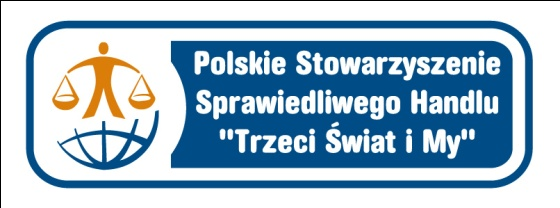 Polskie Stowarzyszenie
Sprawiedliwego Handlu
"Trzeci Świat i My"